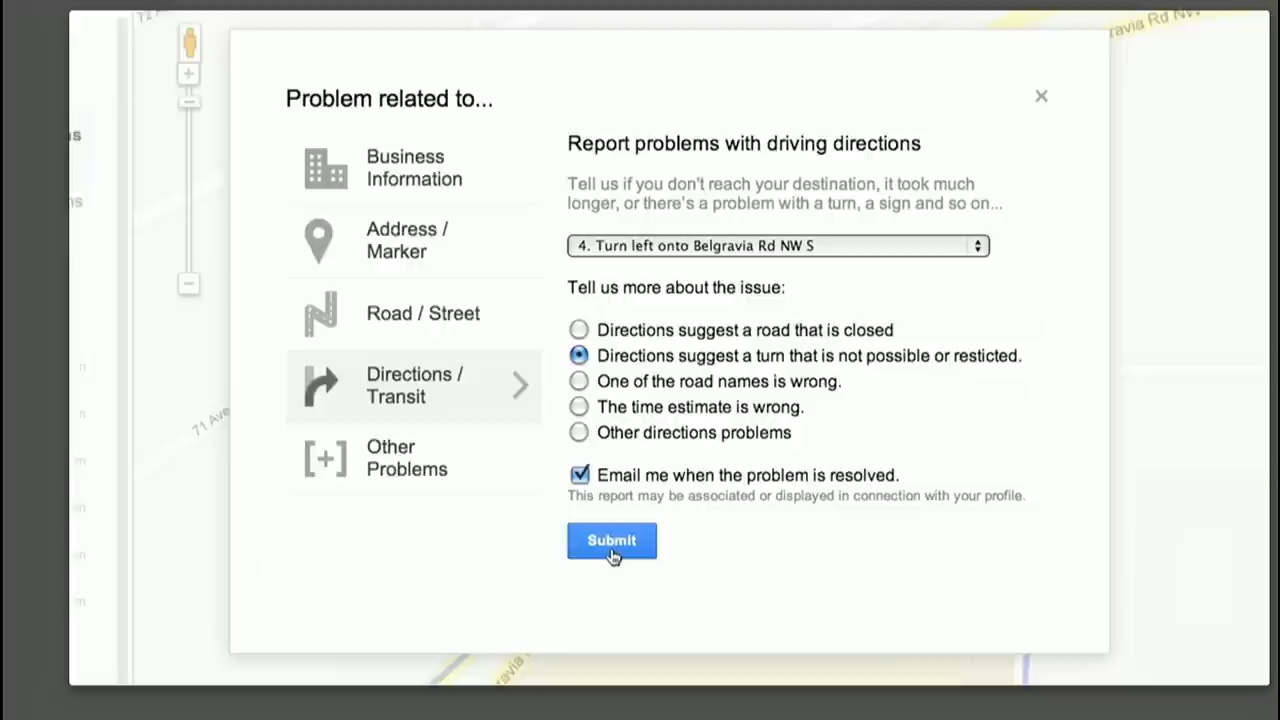 Problem related to...
Business
Information
Address /
Marker
Road / Street
Directions /
Transit
Other
Problems
Report problems with driving directions
Tell us if you don't reach your destination, it took much
longer, or there's a problem with a turn, a sign and so on...
4. Turn left onto Belgravia Rd NW S
Tell us more about the issue:
Directions suggest a road that is closed
Directions suggest a turn that is not possible or resticted.
One of the road names is wrong.
The time estimate is wrong.
Other directions problems
Email me when the problem is resolved.
This report may be associated or displayed in connection with your profile.
Submit
71 Ave